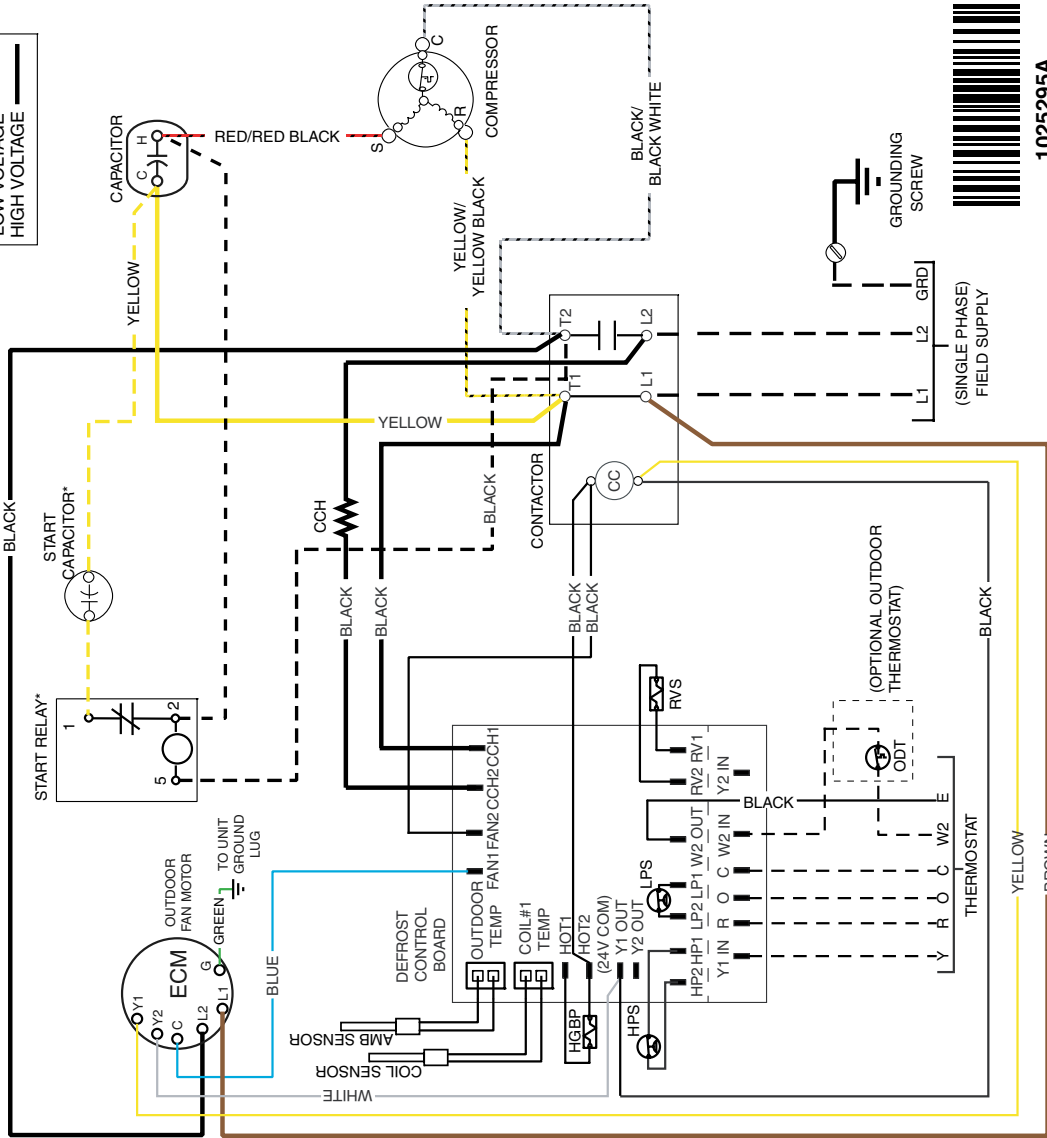 LOW VOLTAGE
HIGH VOLTAGE
CAPACITOR
C
H
RED/RED BLACK
S
R
C
COMPRESSOR
BLACK/
BLACK WHITE
YELLOW
YELLOW/
YELLOW BLACK
GROUNDING
SCREW
1025295A
BLACK
START
CAPACITOR*
YELLOW
CCH
BLACK
T2
T1
L2
L1
CONTACTOR
CC
L1
L2
GRD
(SINGLE PHASE)
FIELD SUPPLY
START RELAY*
1
2
5
BLACK
BLACK
BLACK
BLACK
(OPTIONAL OUTDOOR
THERMOSTAT)
ODT
BLACK
OUTDOOR
FAN MOTOR
ECM
Y1
Y2
C
L2
L1
G
GREEN
TO UNIT
GROUND
LUG
BLUE
DEFROST
CONTROL
BOARD
FAN1
FAN2
CCH2
CCH1
OUTDOOR
TEMP
COIL#1
TEMP
HOT1
HOT2
(24V COM)
Y1 OUT
Y2 OUT
HP2
HP1
LP2
LP1
W2 OUT
RV2
RV1
Y1 IN
R
O
C
W2 IN
Y2 IN
RVS
LPS
HPS
HGBP
AMB SENSOR
COIL SENSOR
WHITE
BLACK
Y
R
O
C
W2
E
THERMOSTAT
YELLOW
BROWN